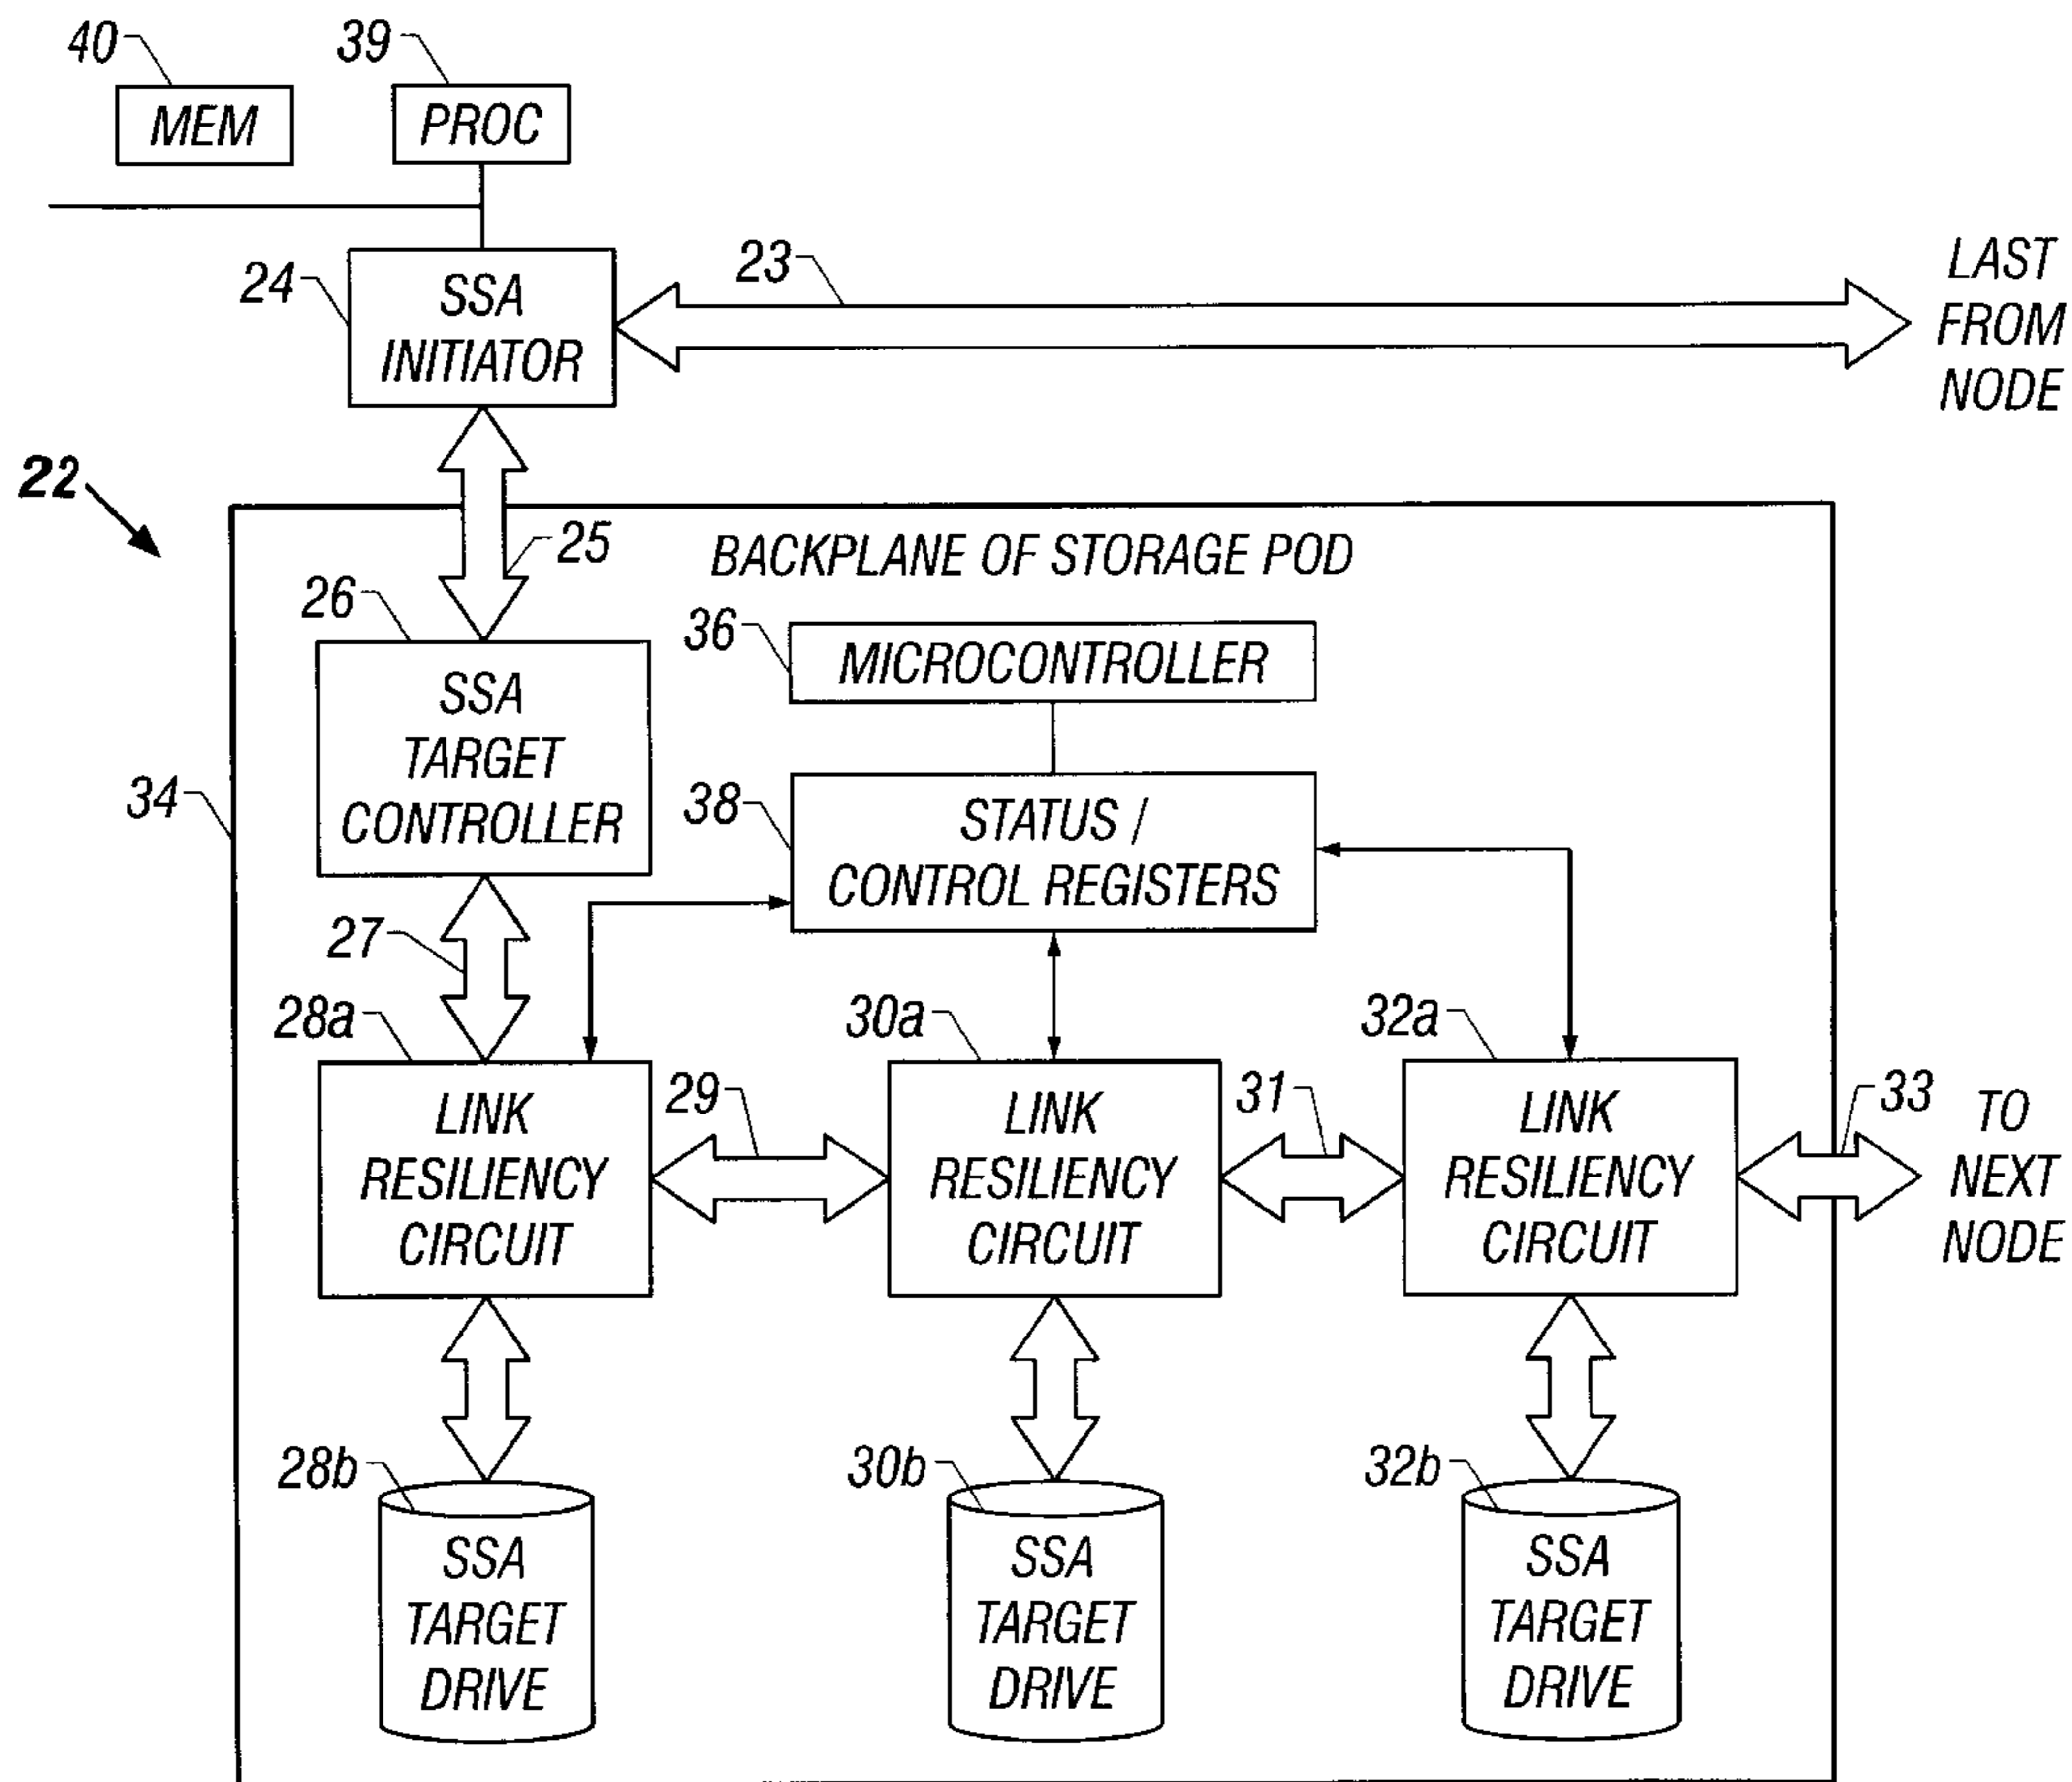 40
39
MEM
PROC
24
SSA
INITIATOR
23
LAST
FROM
NODE
22
25
BACKPLANE OF STORAGE POD
26
SSA
TARGET
CONTROLLER
36
MICROCONTROLLER
34
38
STATUS /
CONTROL REGISTERS
27
28a
LINK
RESILIENCY
CIRCUIT
29
30a
LINK
RESILIENCY
CIRCUIT
31
32a
LINK
RESILIENCY
CIRCUIT
33
TO
NEXT
NODE
28b
SSA
TARGET
DRIVE
30b
SSA
TARGET
DRIVE
32b
SSA
TARGET
DRIVE